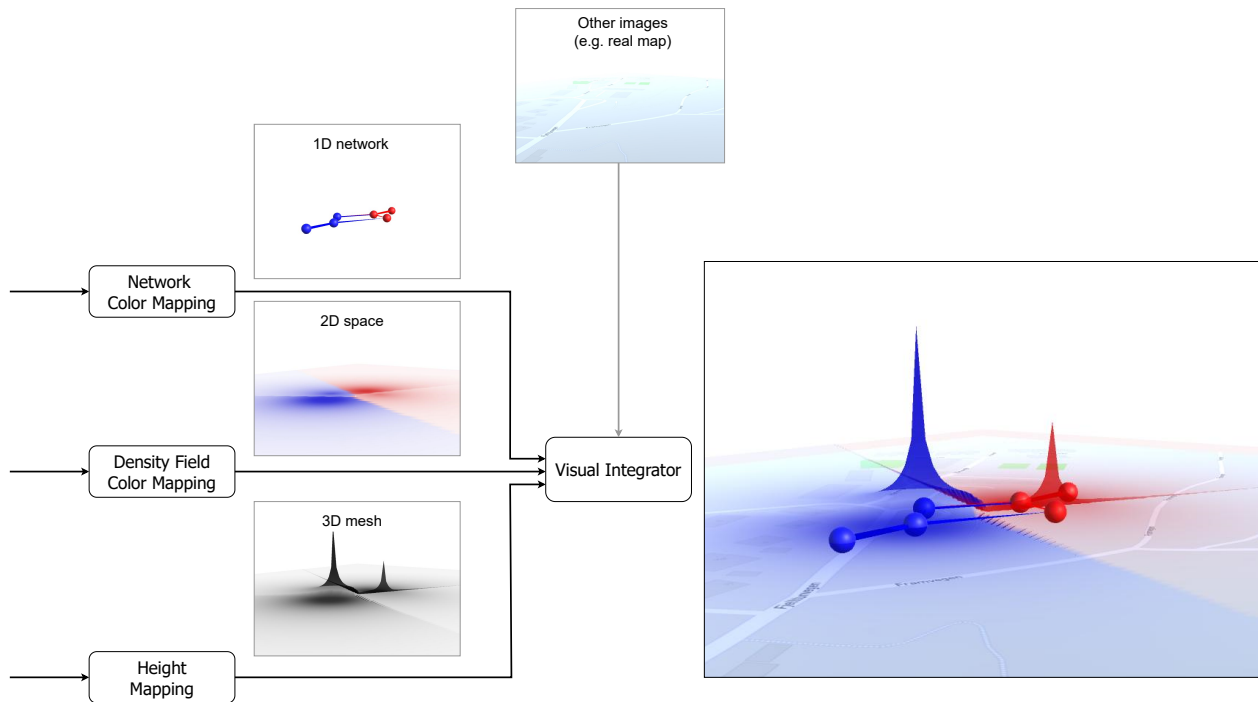 Other images
(e.g. real map)
1D network
Network
Color Mapping
2D space
Density Field
Color Mapping
Visual Integrator
3D mesh
Height
Mapping
Framvegen